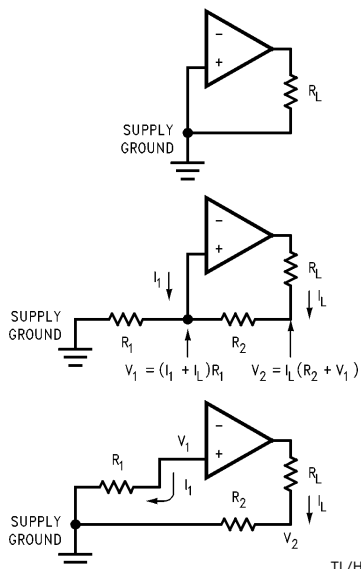 −
+
R_L
SUPPLY
GROUND
−
+
I_1
R_L
I_L
SUPPLY
GROUND
R_1
R_2
V_1 = (I_1 + I_L)R_1
V_2 = I_L(R_2 + V_1)
−
+
V_1
R_1
I_1
R_L
R_2
I_L
SUPPLY
GROUND
V_2
TL/H